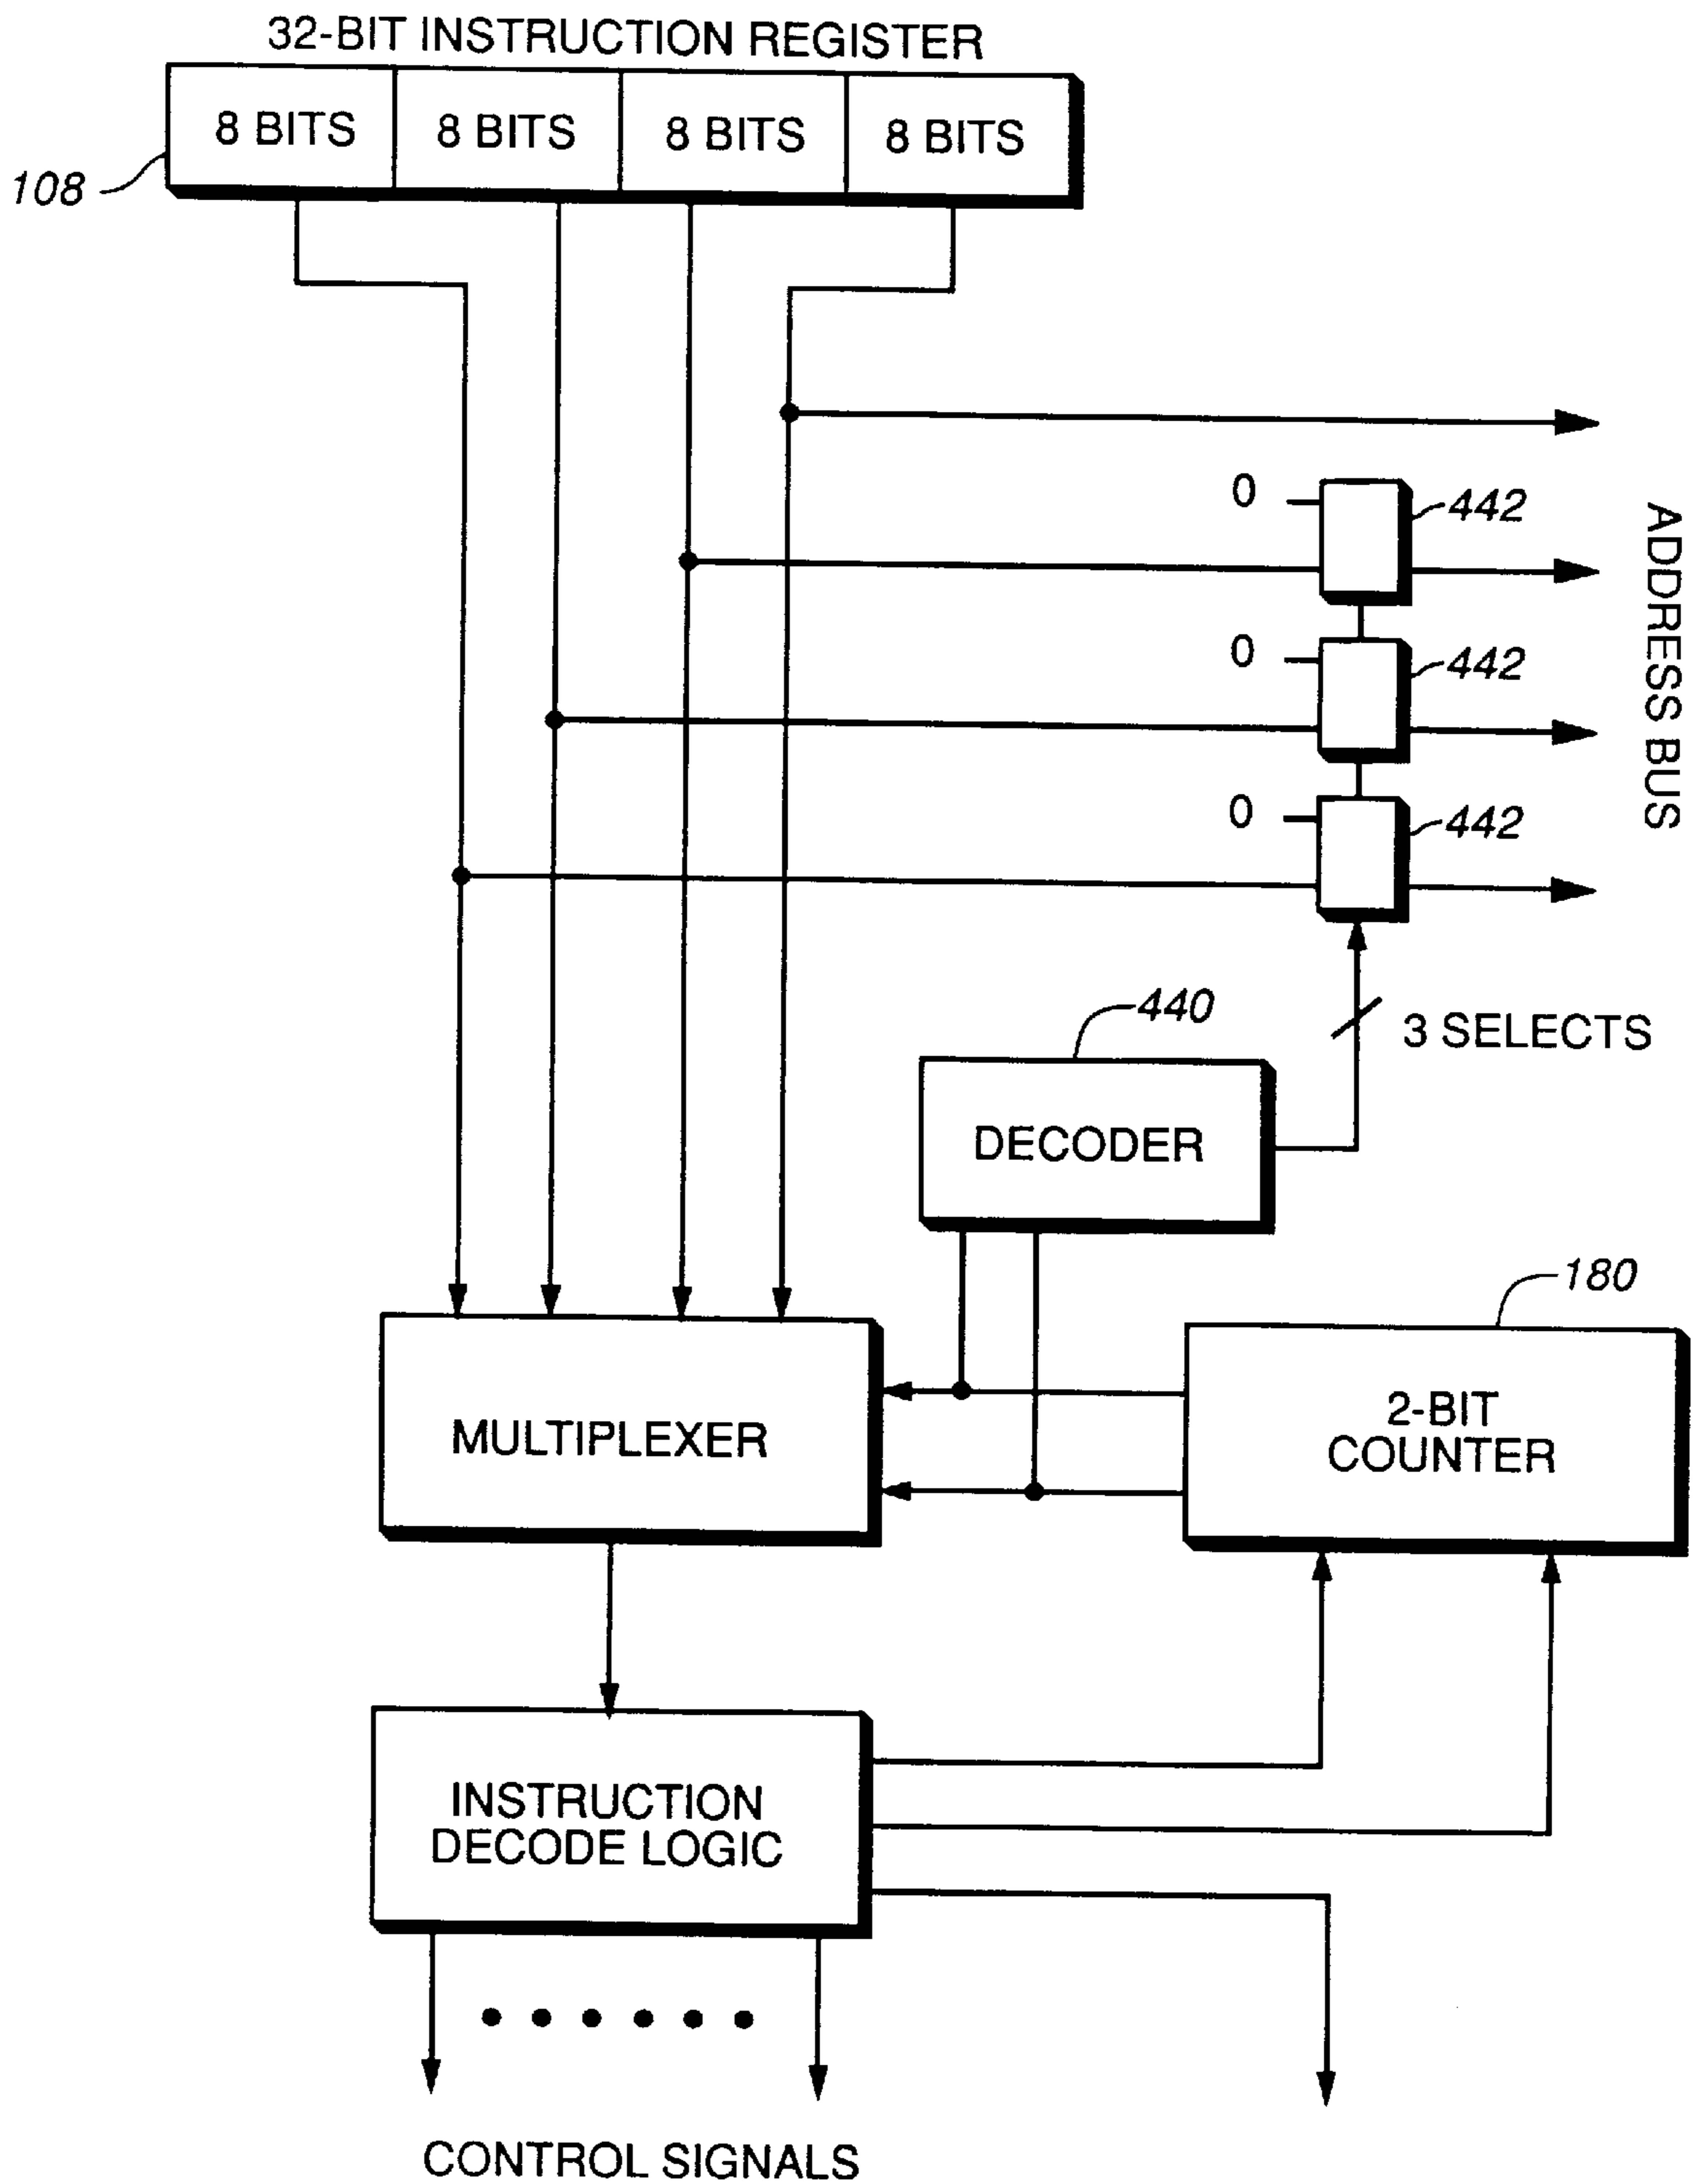 32-BIT INSTRUCTION REGISTER
8 BITS 8 BITS 8 BITS 8 BITS
108
0 442
0 442
0 442
ADDRESS BUS
440
3 SELECTS
DECODER
180
MULTIPLEXER
2-BIT
COUNTER
INSTRUCTION
DECODE LOGIC
CONTROL SIGNALS